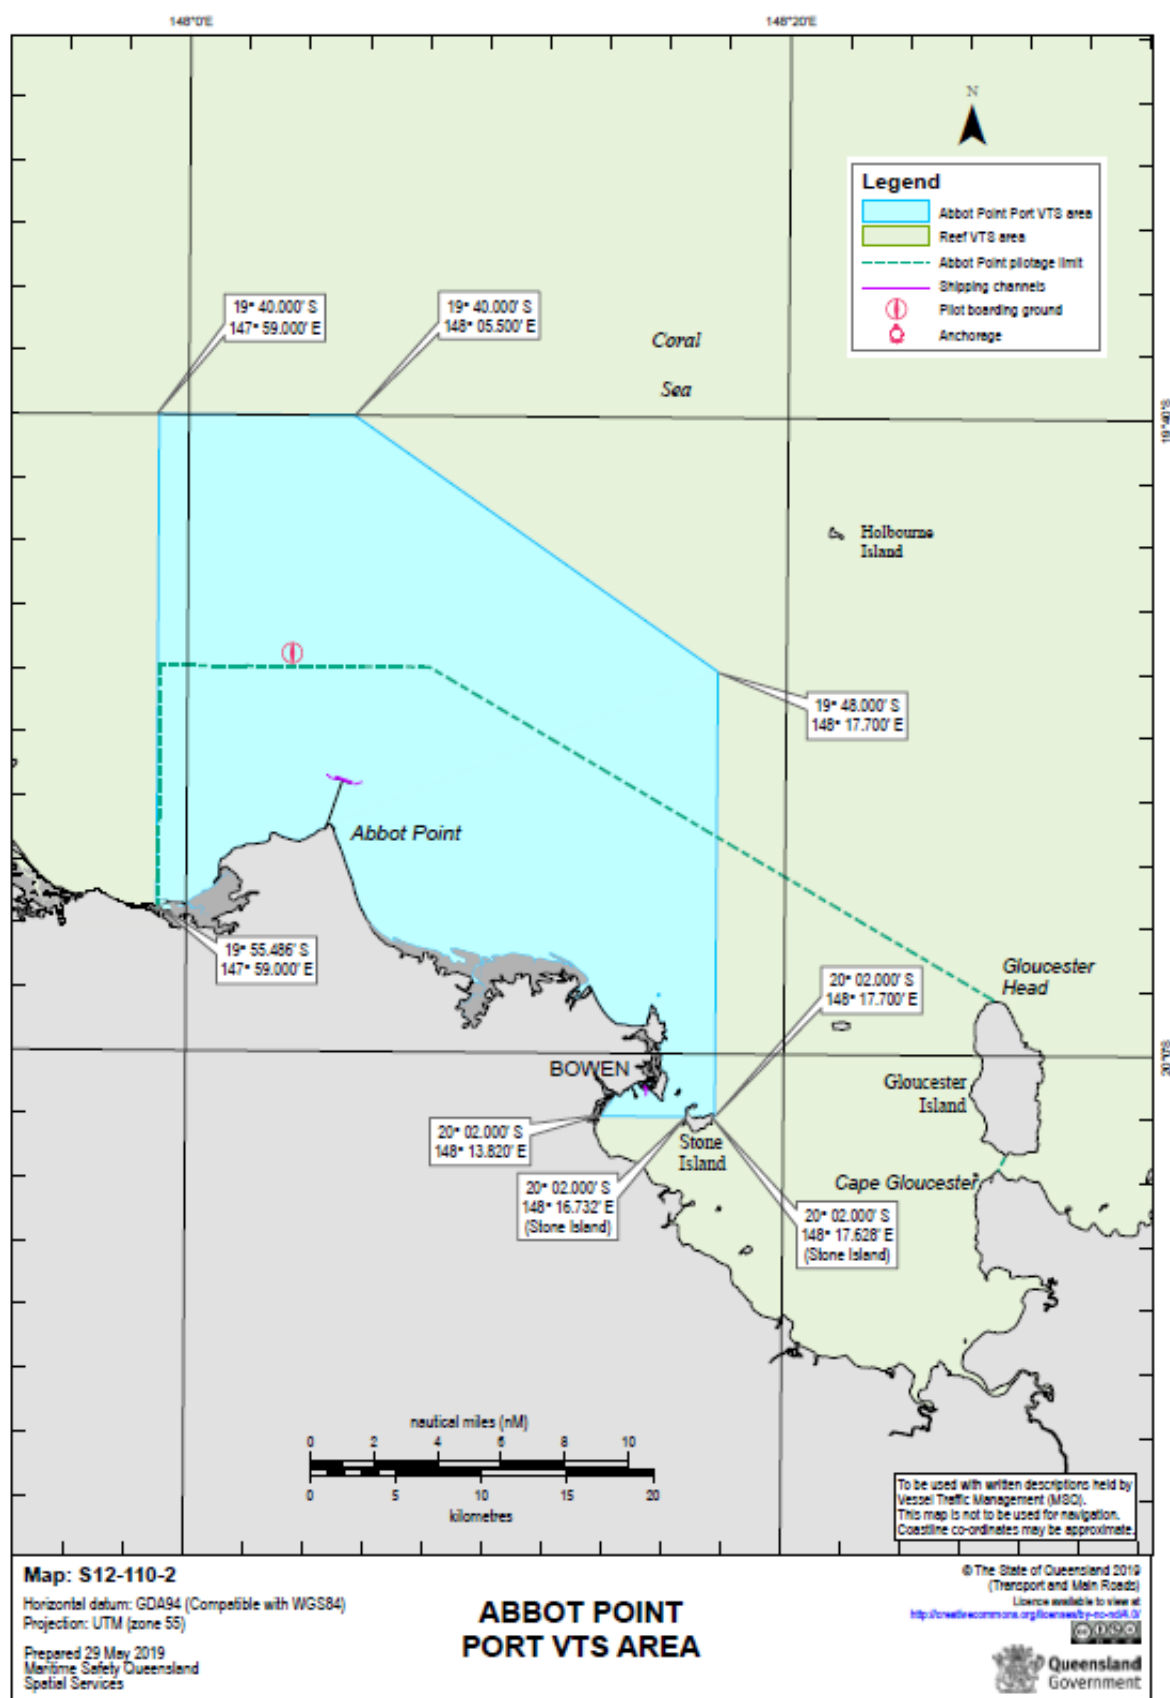 148°0'E
148°20'E
N
Legend
Abbot Point Port VTS area
Reef VTS area
Abbot Point pilotage limit
Shipping channels
Pilot boarding ground
Anchorage
19° 40.000' S
147° 59.000' E
19° 40.000' S
148° 05.500' E
Coral
Sea
19°40'S
Holbourne
Island
19° 48.000' S
148° 17.700' E
Abbot Point
19° 55.486' S
147° 59.000' E
20° 02.000' S
148° 17.700' E
Gloucester
Head
20°0'S
BOWEN
Gloucester
Island
20° 02.000' S
148° 13.820' E
Stone
Island
Cape Gloucester
20° 02.000' S
148° 16.732' E
(Stone Island)
20° 02.000' S
148° 17.628' E
(Stone Island)
nautical miles (nM)
0 2 4 6 8 10
0 5 10 15 20
kilometres
To be used with written descriptions held by
Vessel Traffic Management (MSQ).
This map is not to be used for navigation.
Coastline co-ordinates may be approximate.
Map: S12-110-2
Horizontal datum: GDA94 (Compatible with WGS84)
Projection: UTM (zone 55)
Prepared 29 May 2019
Maritime Safety Queensland
Spatial Services
ABBOT POINT
PORT VTS AREA
© The State of Queensland 2019
(Transport and Main Roads)
Licence available to view at
http://creativecommons.org/licenses/by-nc-nd/4.0/
Queensland
Government